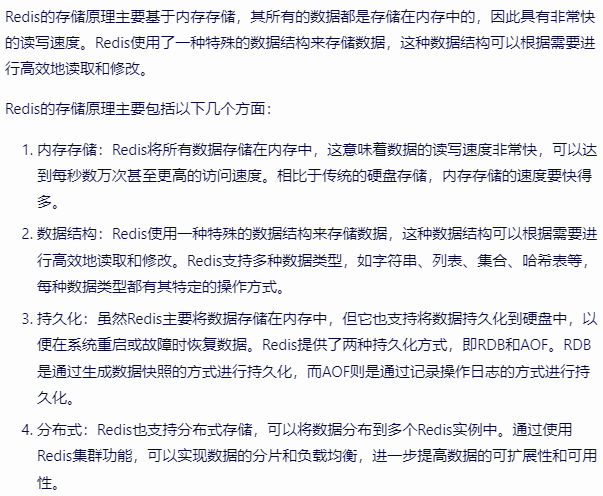 Redis的存储原理主要基于内存存储，其所有的数据都是存储在内存中的，因此具有非常快
的读写速度。Redis使用了一种特殊的数据结构来存储数据，这种数据结构可以根据需要进
行高效地读取和修改。
Redis的存储原理主要包括以下几个方面：
1. 内存存储：Redis将所有数据存储在内存中，这意味着数据的读写速度非常快，可以达
到每秒数万次甚至更高的访问速度。相比于传统的硬盘存储，内存存储的速度要快得
多。
2. 数据结构：Redis使用一种特殊的数据结构来存储数据，这种数据结构可以根据需要进
行高效地读取和修改。Redis支持多种数据类型，如字符串、列表、集合、哈希表等，
每种数据类型都有其特定的操作方式。
3. 持久化：虽然Redis主要将数据存储在内存中，但它也支持将数据持久化到硬盘中，以
便在系统重启或故障时恢复数据。Redis提供了两种持久化方式，即RDB和AOF。RDB
是通过生成数据快照的方式进行持久化，而AOF则是通过记录操作日志的方式进行持
久化。
4. 分布式：Redis也支持分布式存储，可以将数据分布到多个Redis实例中。通过使用
Redis集群功能，可以实现数据的分片和负载均衡，进一步提高数据的可扩展性和可用
性。